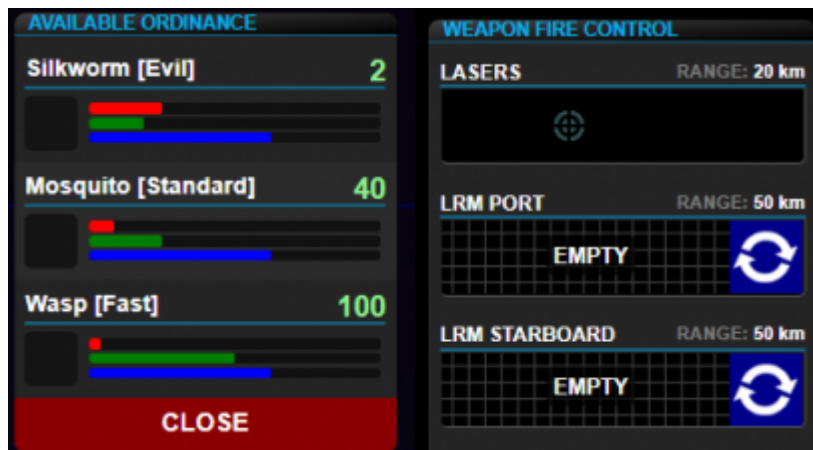 AVAILABLE ORDINANCE
Silkworm [Evil] 2
Mosquito [Standard] 40
Wasp [Fast] 100
CLOSE
WEAPON FIRE CONTROL
LASERS RANGE: 20 km
LRM PORT RANGE: 50 km
EMPTY
LRM STARBOARD RANGE: 50 km
EMPTY